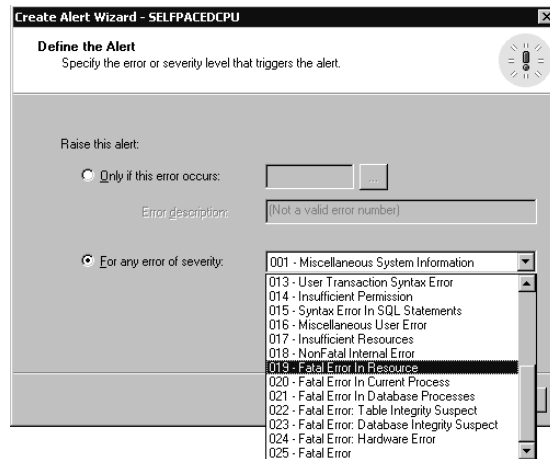 Create Alert Wizard - SELFPACEDCPU
Define the Alert
Specify the error or severity level that triggers the alert.
Raise this alert:
Only if this error occurs:
...
Error description:
(Not a valid error number)
For any error of severity:
001 - Miscellaneous System Information
013 - User Transaction Syntax Error
014 - Insufficient Permission
015 - Syntax Error In SQL Statements
016 - Miscellaneous User Error
017 - Insufficient Resources
018 - NonFatal Internal Error
019 - Fatal Error In Resource
020 - Fatal Error In Current Process
021 - Fatal Error In Database Processes
022 - Fatal Error: Table Integrity Suspect
023 - Fatal Error: Database Integrity Suspect
024 - Fatal Error: Hardware Error
025 - Fatal Error